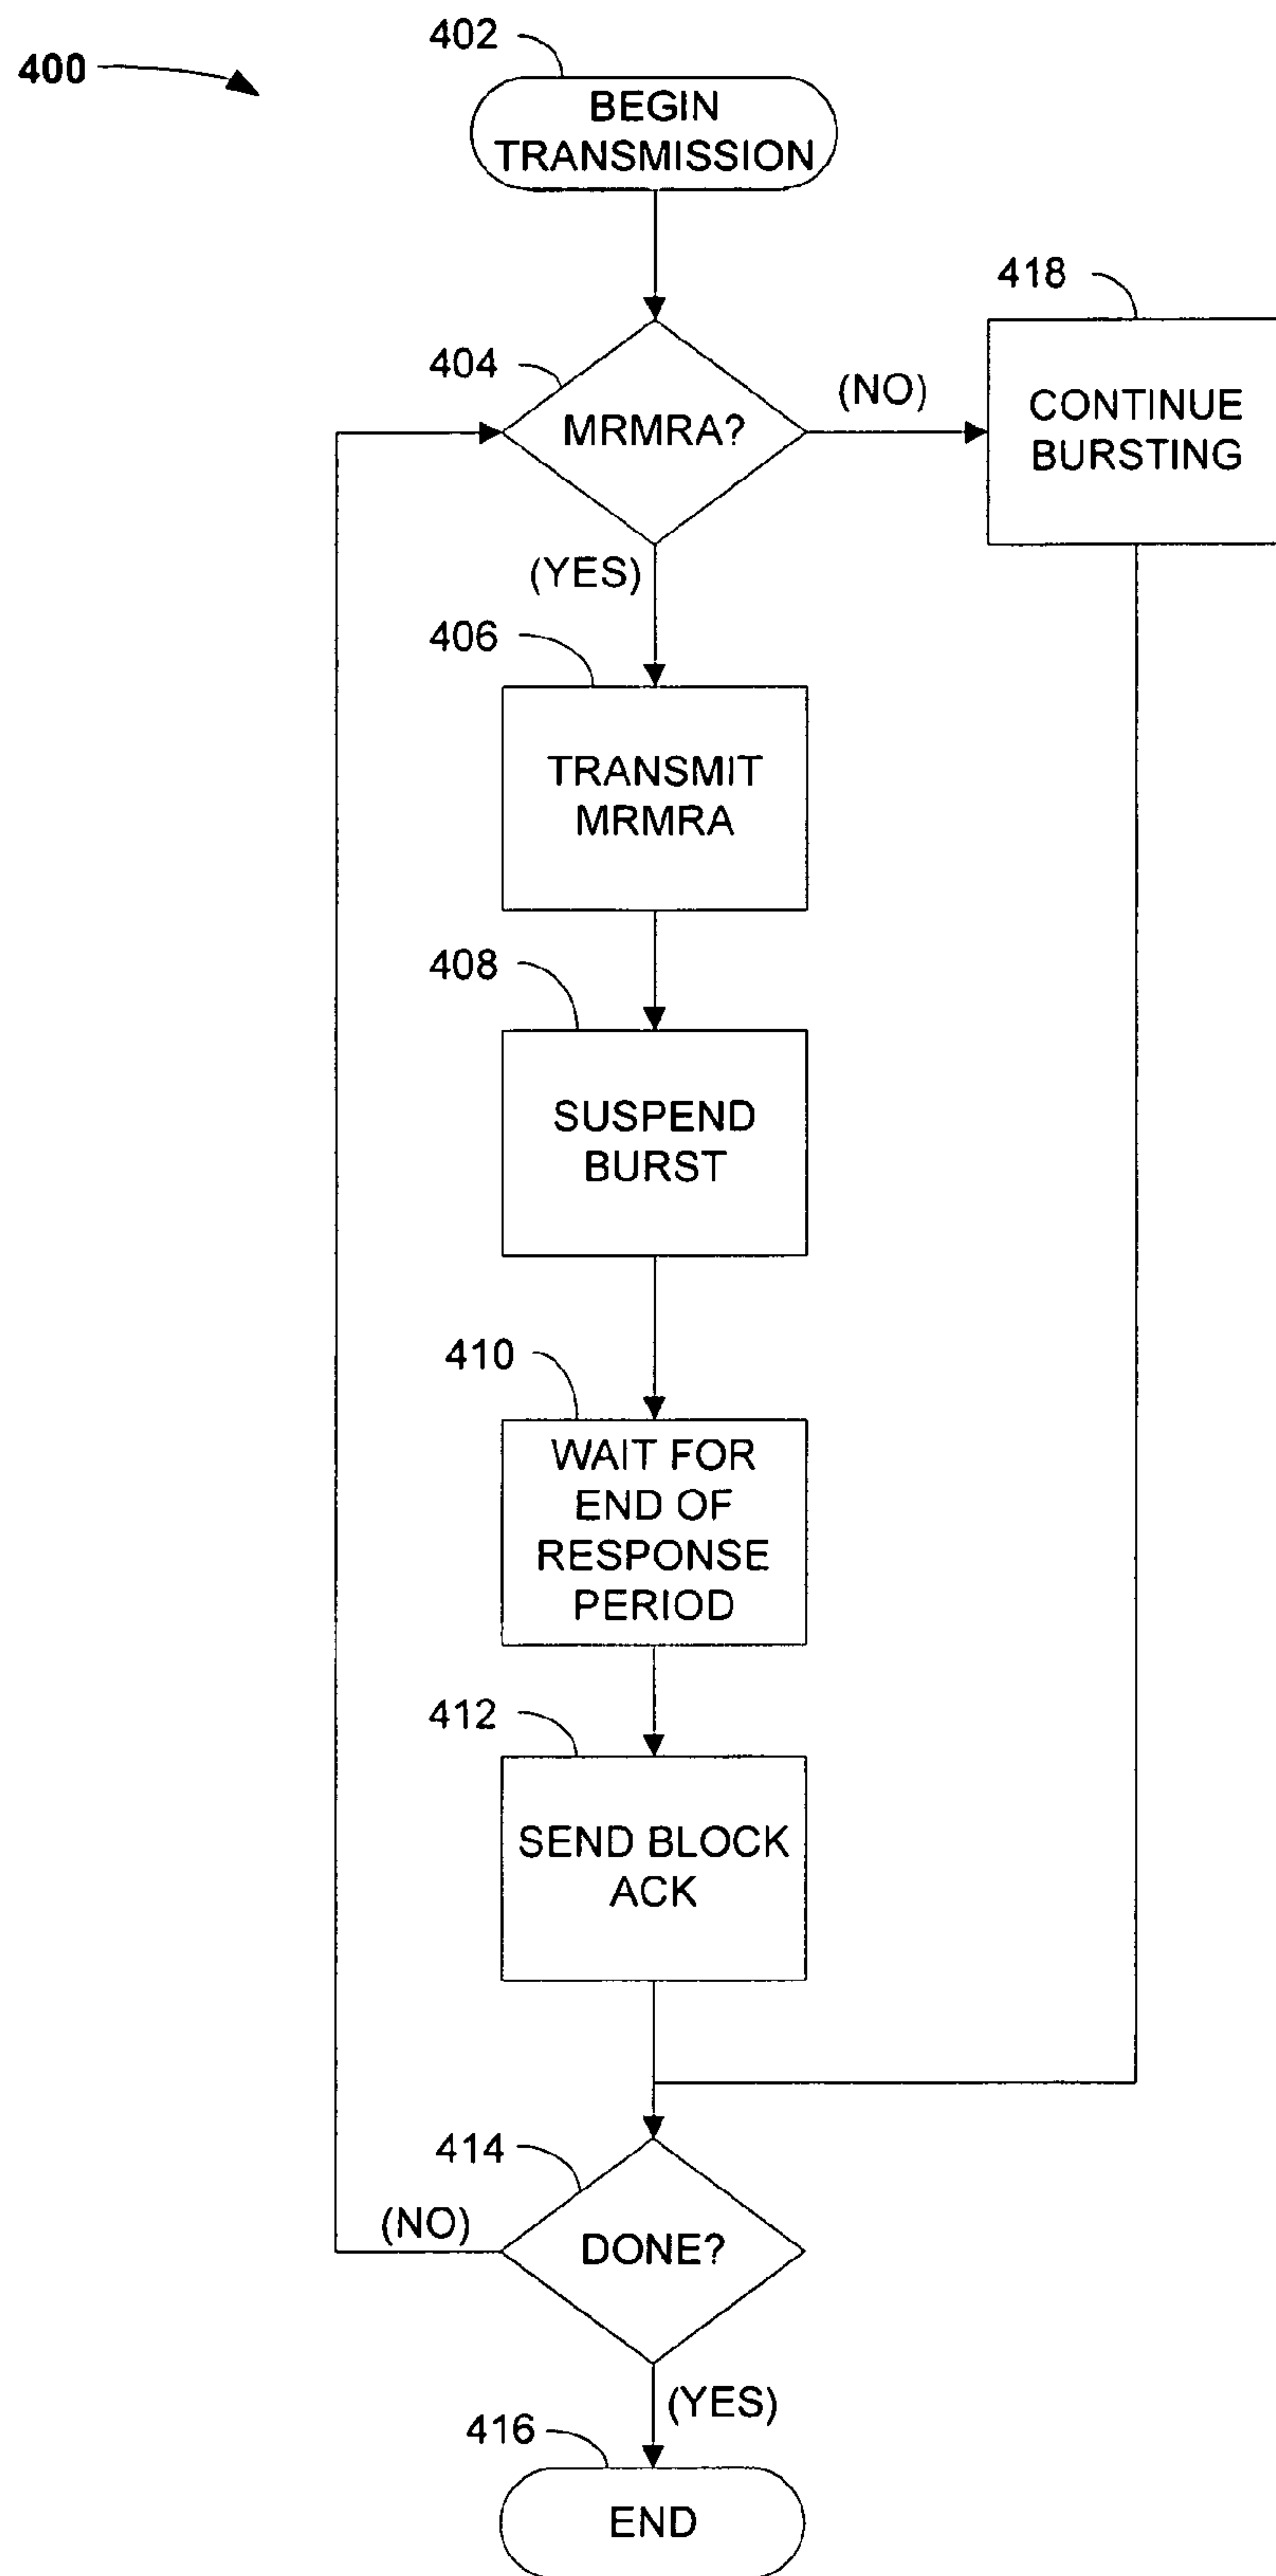 400
402
BEGIN
TRANSMISSION
404
MRMRA?
(NO)
418
CONTINUE
BURSTING
(YES)
406
TRANSMIT
MRMRA
408
SUSPEND
BURST
410
WAIT FOR
END OF
RESPONSE
PERIOD
412
SEND BLOCK
ACK
414
DONE?
(NO)
(YES)
416
END